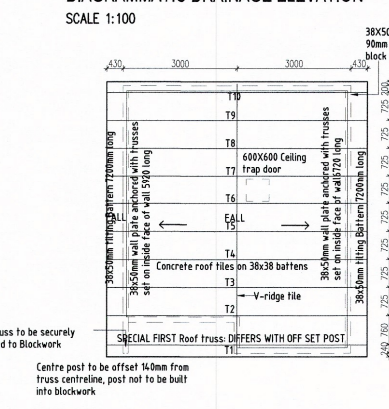 SCALE 1:100
38X50
90mm
block
430
3000
3000
430
200
T10
T9
725
T8
725
600X600 Ceiling
trap door
T7
725
T6
725
FALL
FALL
T5
725
T4
725
Concrete roof tiles on 38x38 battens
T3
725
V-ridge tile
T2
725
760
SPECIAL FIRST Roof truss: DIFFERS WITH OFF SET POST
T1
240
38x50mm tilting Battern 7200mm long
38x50mm wall plate anchored with trusses
set on inside face of wall 5920 long
38x50mm wall plate anchored with trusses
set on inside face of wall 6720 long
38x50mm tilting Battern 7200mm long
uss to be securely
d to Blockwork
Centre post to be offset 140mm from
truss centreline, post not to be built
into blockwork